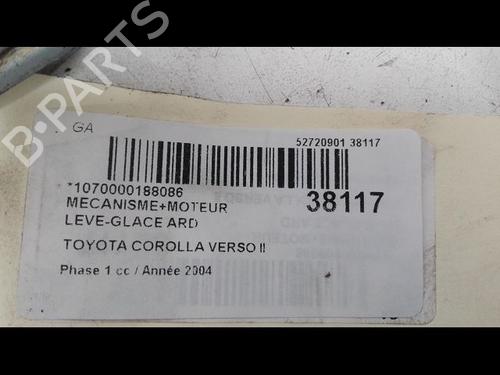 B-PARTS
GA
52720901 38117
*1070000188086
38117
MECANISME+MOTEUR
LEVE-GLACE ARD
TOYOTA COROLLA VERSO II
Phase 1 cc / Année 2004